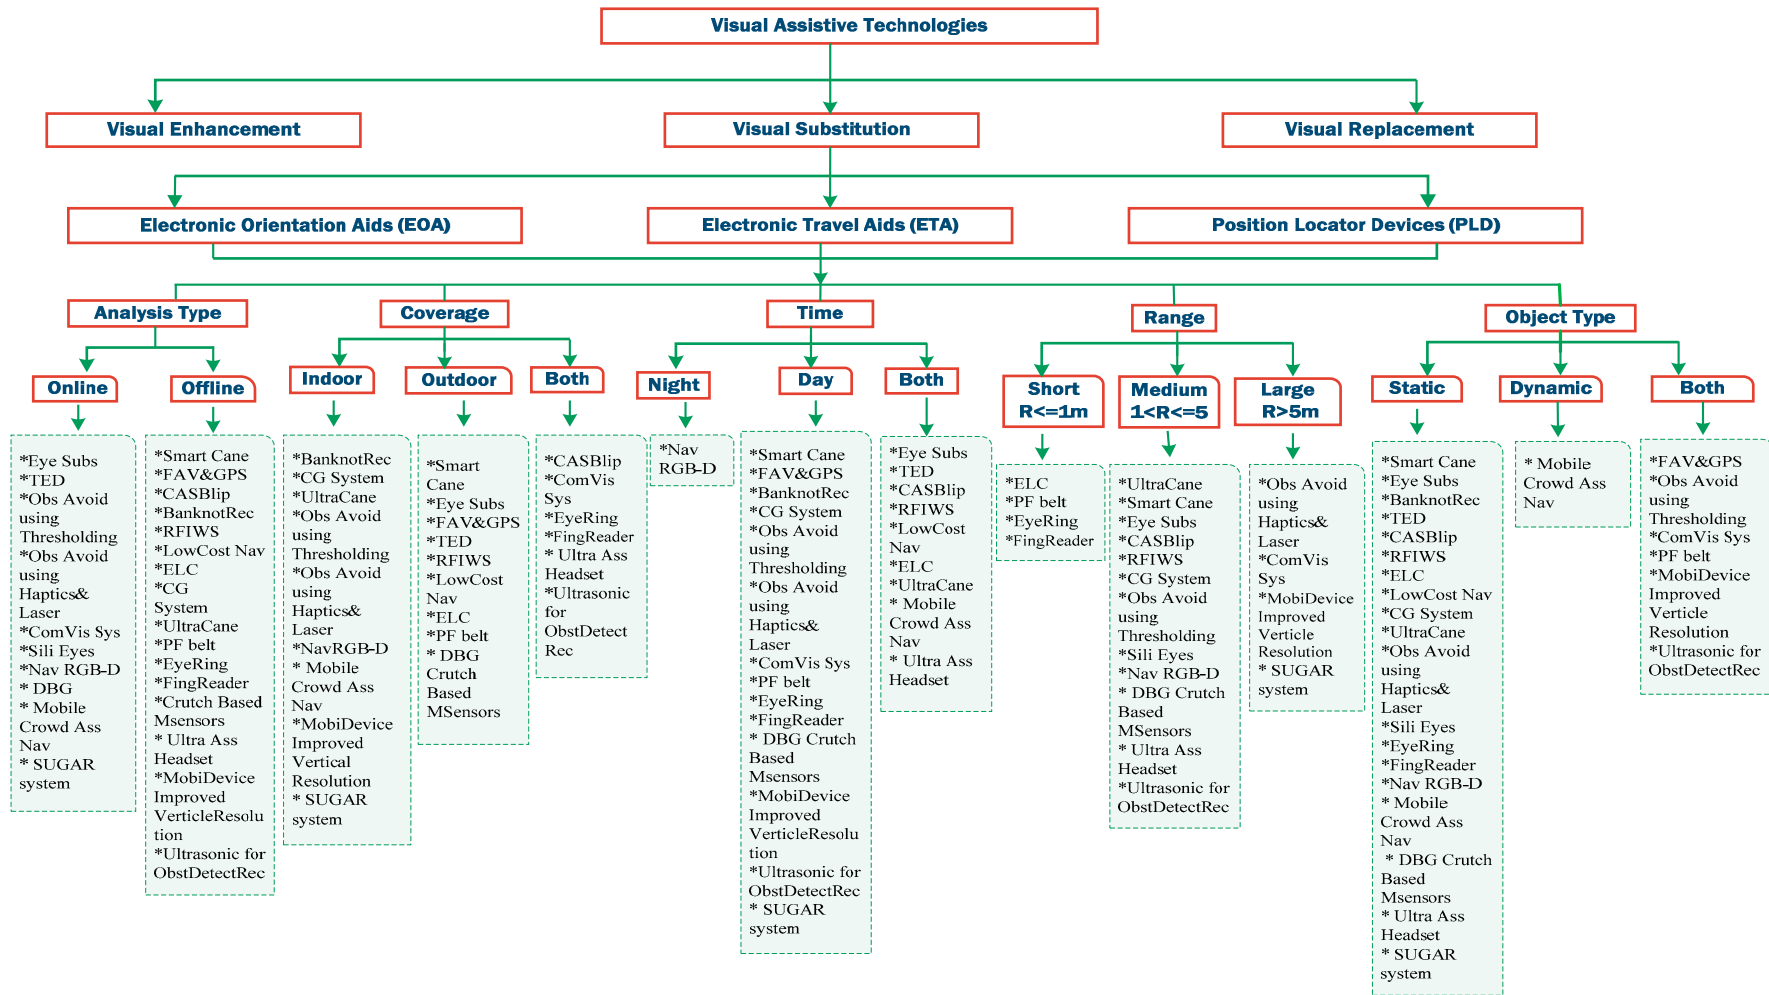 Visual Assistive Technologies
Visual Enhancement
Visual Substitution
Visual Replacement
Electronic Orientation Aids (EOA)
Electronic Travel Aids (ETA)
Position Locator Devices (PLD)
Analysis Type
Coverage
Time
Range
Object Type
Online
Offline
Indoor
Outdoor
Both
Night
Day
Both
Short
R<=1m
Medium
1<R<=5
Large
R>5m
Static
Dynamic
Both
*Eye Subs
*TED
*Obs Avoid
using
Thresholding
*Obs Avoid
using
Haptics&
Laser
*ComVis Sys
*Sili Eyes
*Nav RGB-D
* DBG
* Mobile
Crowd Ass
Nav
* SUGAR
system
*Smart Cane
*FAV&GPS
*CASBlip
*BanknotRec
*RFIWS
*LowCost Nav
*ELC
*CG
System
*UltraCane
*PF belt
*EyeRing
*FingReader
*Crutch Based
Msensors
* Ultra Ass
Headset
*MobiDevice
Improved
VerticleResolu
tion
*Ultrasonic for
ObstDetectRec
*BanknotRec
*CG System
*UltraCane
*Obs Avoid
using
Thresholding
*Obs Avoid
using
Haptics&
Laser
*NavRGB-D
* Mobile
Crowd Ass
Nav
*MobiDevice
Improved
Vertical
Resolution
* SUGAR
system
*Smart
Cane
*Eye Subs
*FAV&GPS
*TED
*RFIWS
*LowCost
Nav
*ELC
*PF belt
* DBG
Crutch
Based
MSensors
*CASBlip
*ComVis
Sys
*EyeRing
*FingReader
* Ultra Ass
Headset
*Ultrasonic
for
ObstDetect
Rec
*Nav
RGB-D
*Smart Cane
*FAV&GPS
*BanknotRec
*CG System
*Obs Avoid
using
Thresholding
*Obs Avoid
using
Haptics&
Laser
*ComVis Sys
*PF belt
*EyeRing
*FingReader
* DBG Crutch
Based
Msensors
*MobiDevice
Improved
VerticleResolu
tion
*Ultrasonic for
ObstDetectRec
* SUGAR
system
*Eye Subs
*TED
*CASBlip
*RFIWS
*LowCost
Nav
*ELC
*UltraCane
* Mobile
Crowd Ass
Nav
* Ultra Ass
Headset
*ELC
*PF belt
*EyeRing
*FingReader
*UltraCane
*Smart Cane
*Eye Subs
*CASBlip
*RFIWS
*CG System
*Obs Avoid
using
Thresholding
*Sili Eyes
*Nav RGB-D
* DBG Crutch
Based
MSensors
* Ultra Ass
Headset
*Ultrasonic for
ObstDetectRec
*Obs Avoid
using
Haptics&
Laser
*ComVis
Sys
*MobiDevice
Improved
Verticle
Resolution
* SUGAR
system
*Smart Cane
*Eye Subs
*BanknotRec
*TED
*CASBlip
*RFIWS
*ELC
*LowCost Nav
*CG System
*UltraCane
*Obs Avoid
using
Haptics&
Laser
*Sili Eyes
*EyeRing
*FingReader
*Nav RGB-D
* Mobile
Crowd Ass
Nav
* DBG Crutch
Based
Msensors
* Ultra Ass
Headset
* SUGAR
system
* Mobile
Crowd Ass
Nav
*FAV&GPS
*Obs Avoid
using
Thresholding
*ComVis Sys
*PF belt
*MobiDevice
Improved
Verticle
Resolution
*Ultrasonic for
ObstDetectRec